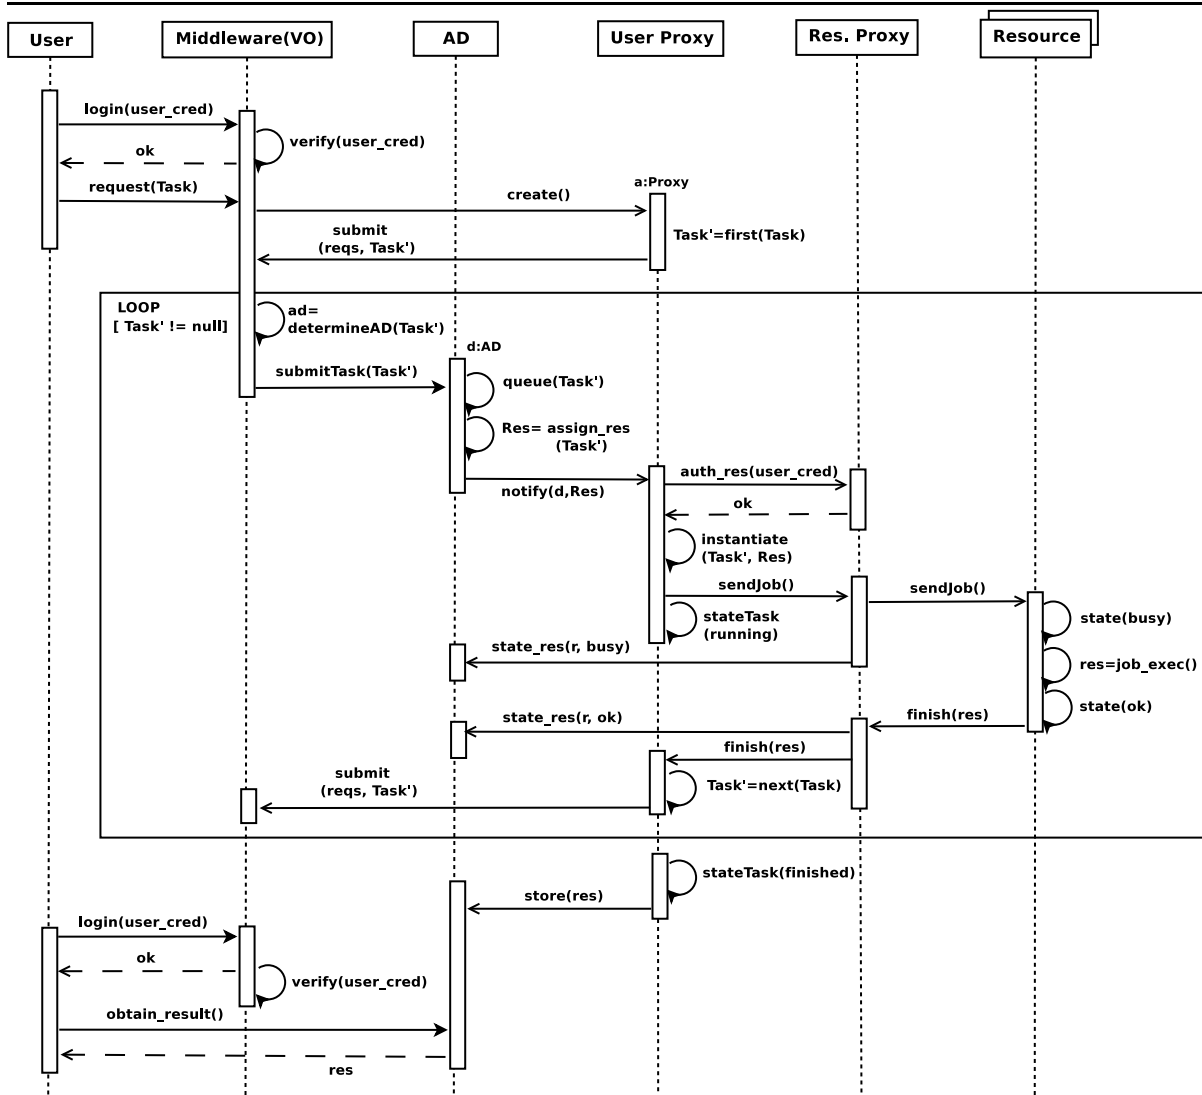 User
Middleware(VO)
AD
User Proxy
Res. Proxy
Resource
login(user_cred)
verify(user_cred)
ok
request(Task)
create()
a:Proxy
submit
(reqs, Task')
Task'=first(Task)
LOOP
[ Task' != null]
ad=
determineAD(Task')
d:AD
submitTask(Task')
queue(Task')
Res= assign_res
(Task')
notify(d,Res)
auth_res(user_cred)
ok
instantiate
(Task', Res)
sendJob()
sendJob()
stateTask
(running)
state(busy)
state_res(r, busy)
res=job_exec()
state(ok)
finish(res)
state_res(r, ok)
finish(res)
submit
(reqs, Task')
Task'=next(Task)
stateTask(finished)
store(res)
login(user_cred)
ok
verify(user_cred)
obtain_result()
res